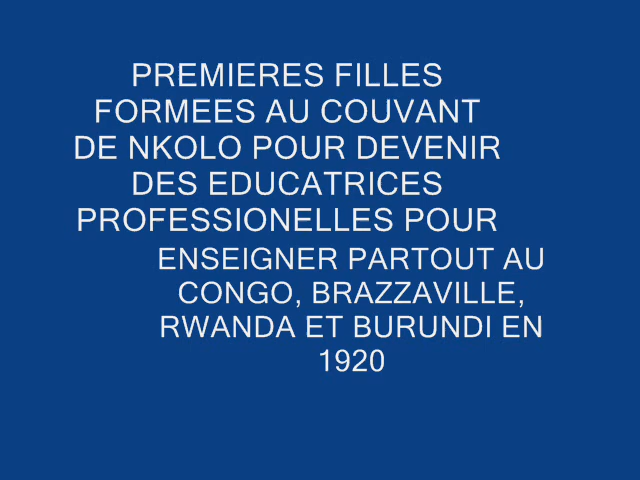 PREMIERES FILLES
FORMEES AU COUVANT
DE NKOLO POUR DEVENIR
DES EDUCATRICES
PROFESSIONELLES POUR
ENSEIGNER PARTOUT AU
CONGO, BRAZZAVILLE,
RWANDA ET BURUNDI EN
1920